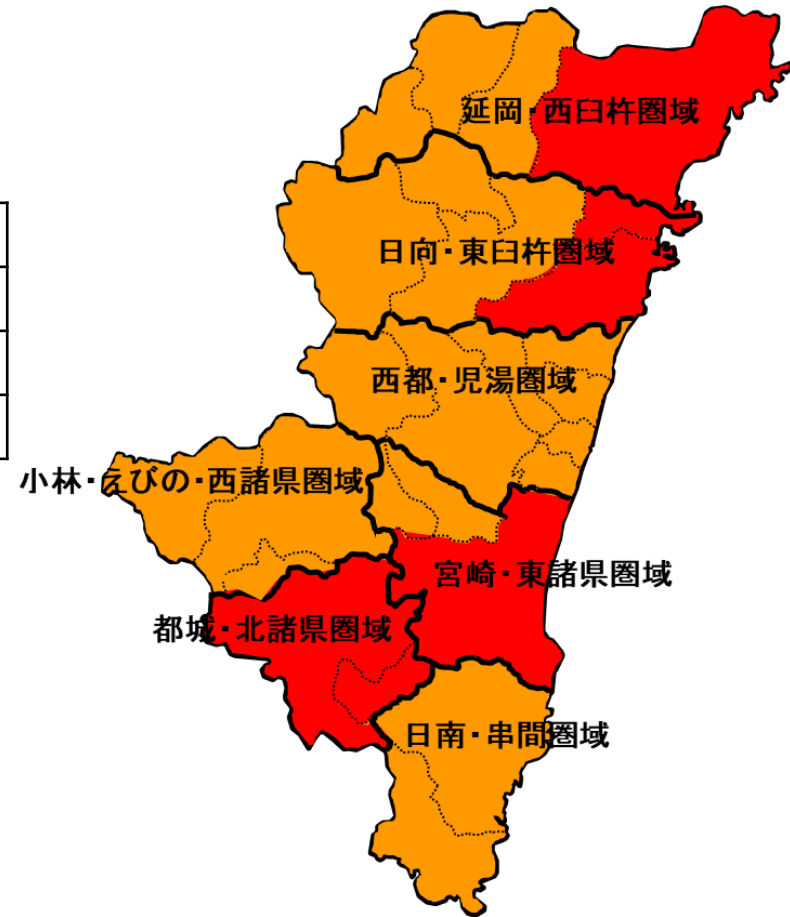 延岡・西臼杵圏域
日向・東臼杵圏域
西都・児湯圏域
小林・えびの・西諸県圏域
宮崎・東諸県圏域
都城・北諸県圏域
日南・串間圏域